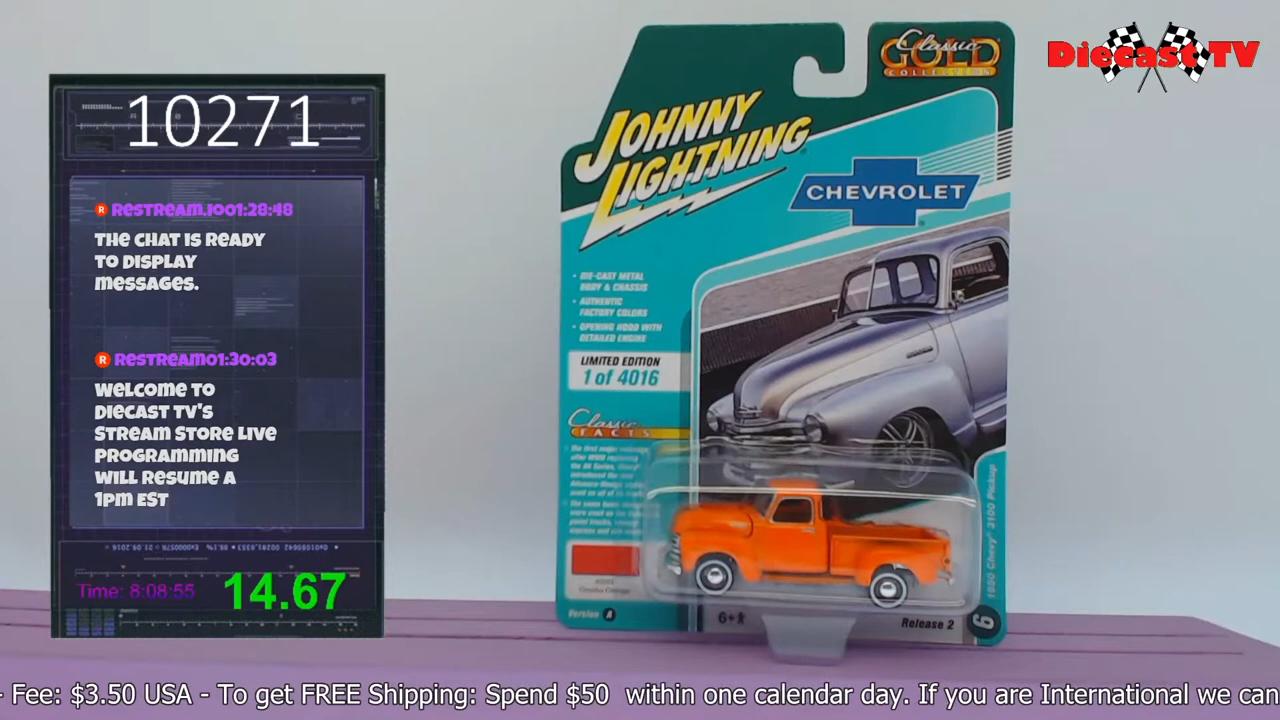 10271
RESTREAM.IO01:28:48
THE CHAT IS READY
TO DISPLAY
MESSAGES.
RESTREAM01:30:03
WELCOME TO
DIECAST TV'S
STREAM STORE LIVE
PROGRAMMING
WILL RESUME A
1PM EST
Time: 8:08:55
14.67
Classic
GOLD
COLLECTION
JOHNNY
LIGHTNING
CHEVROLET
• DIE-CAST METAL
BODY & CHASSIS
• AUTHENTIC
FACTORY COLORS
• OPENING HOOD WITH
DETAILED ENGINE
LIMITED EDITION
1 of 4016
Classic
FACTS
Omaha Orange
Version A
6+
Release 2
6
1950 Chevy 3100 Pickup
Diecast TV
- Fee: $3.50 USA - To get FREE Shipping: Spend $50 within one calendar day. If you are International we can